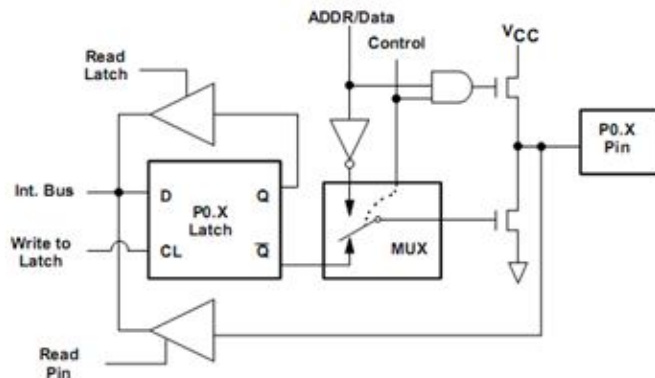 ADDR/Data
Control
VCC
Read
Latch
P0.X
Pin
Int. Bus
D
Q
P0.X
Latch
Write to
Latch
CL
Q
MUX
Read
Pin